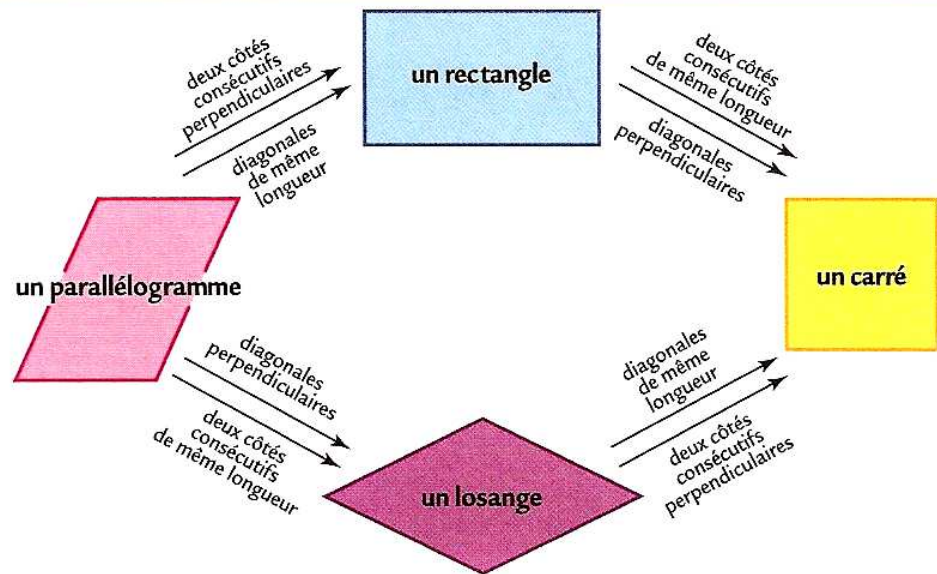 deux côtés
consécutifs
perpendiculaires
diagonales
de même
longueur
un rectangle
deux côtés
consécutifs
de même longueur
diagonales
perpendiculaires
un parallélogramme
un carré
diagonales
perpendiculaires
deux côtés
consécutifs
de même longueur
un losange
diagonales
de même
longueur
deux côtés
consécutifs
perpendiculaires